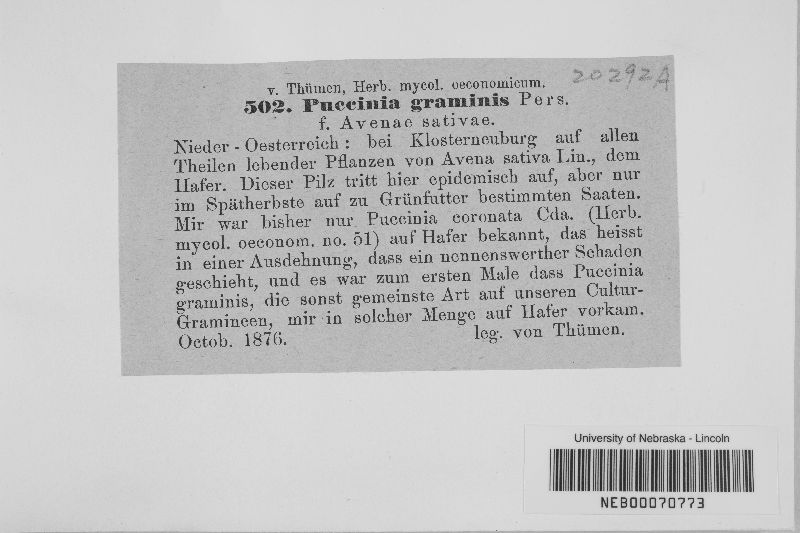 v. Thümen, Herb. mycol. oeconomicum. 20292A
502. Puccinia graminis Pers.
f. Avenae sativae.
Nieder-Oesterreich: bei Klosterneuburg auf allen
Theilen lebender Pflanzen von Avena sativa Lin., dem
Hafer. Dieser Pilz tritt hier epidemisch auf, aber nur
im Spätherbste auf zu Grünfutter bestimmten Saaten.
Mir war bisher nur Puccinia coronata Cda. (Herb.
mycol. oeconom. no. 51) auf Hafer bekannt, das heisst
in einer Ausdehnung, dass ein nennenswerther Schaden
geschieht, und es war zum ersten Male dass Puccinia
graminis, die sonst gemeinste Art auf unseren Cultur-
Gramineen, mir in solcher Menge auf Hafer vorkam.
Octob. 1876. leg. von Thümen.
University of Nebraska - Lincoln
NEB00070773